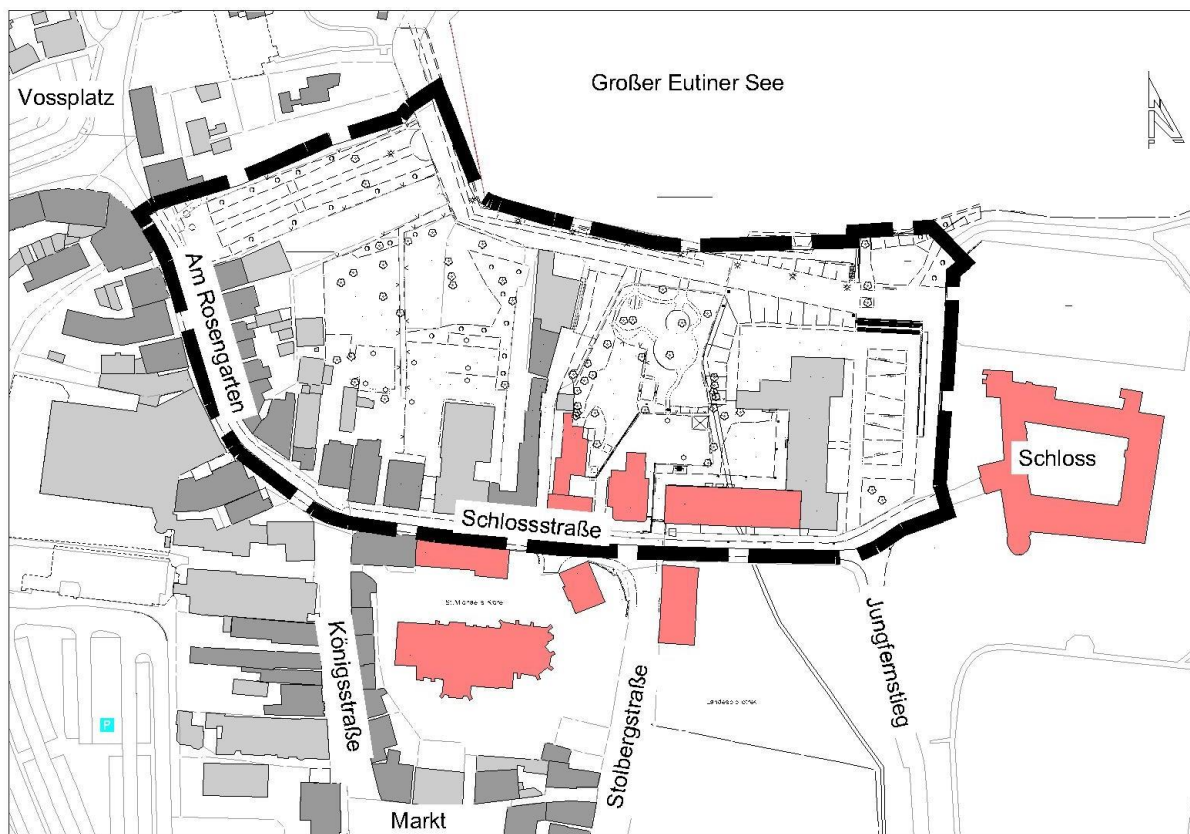 Großer Eutiner See
Vossplatz
N
Am Rosengarten
Schloss
Schlossstraße
Königsstraße
Stolbergstraße
Jungfernstieg
P
Markt